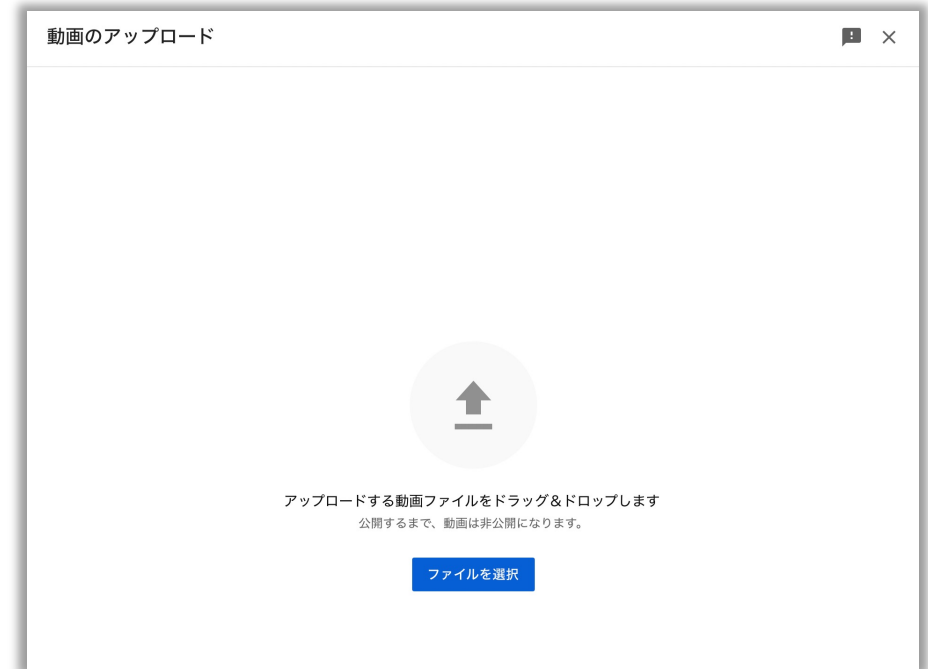 動画のアップロード
アップロードする動画ファイルをドラッグ＆ドロップします
公開するまで、動画は非公開になります。
ファイルを選択